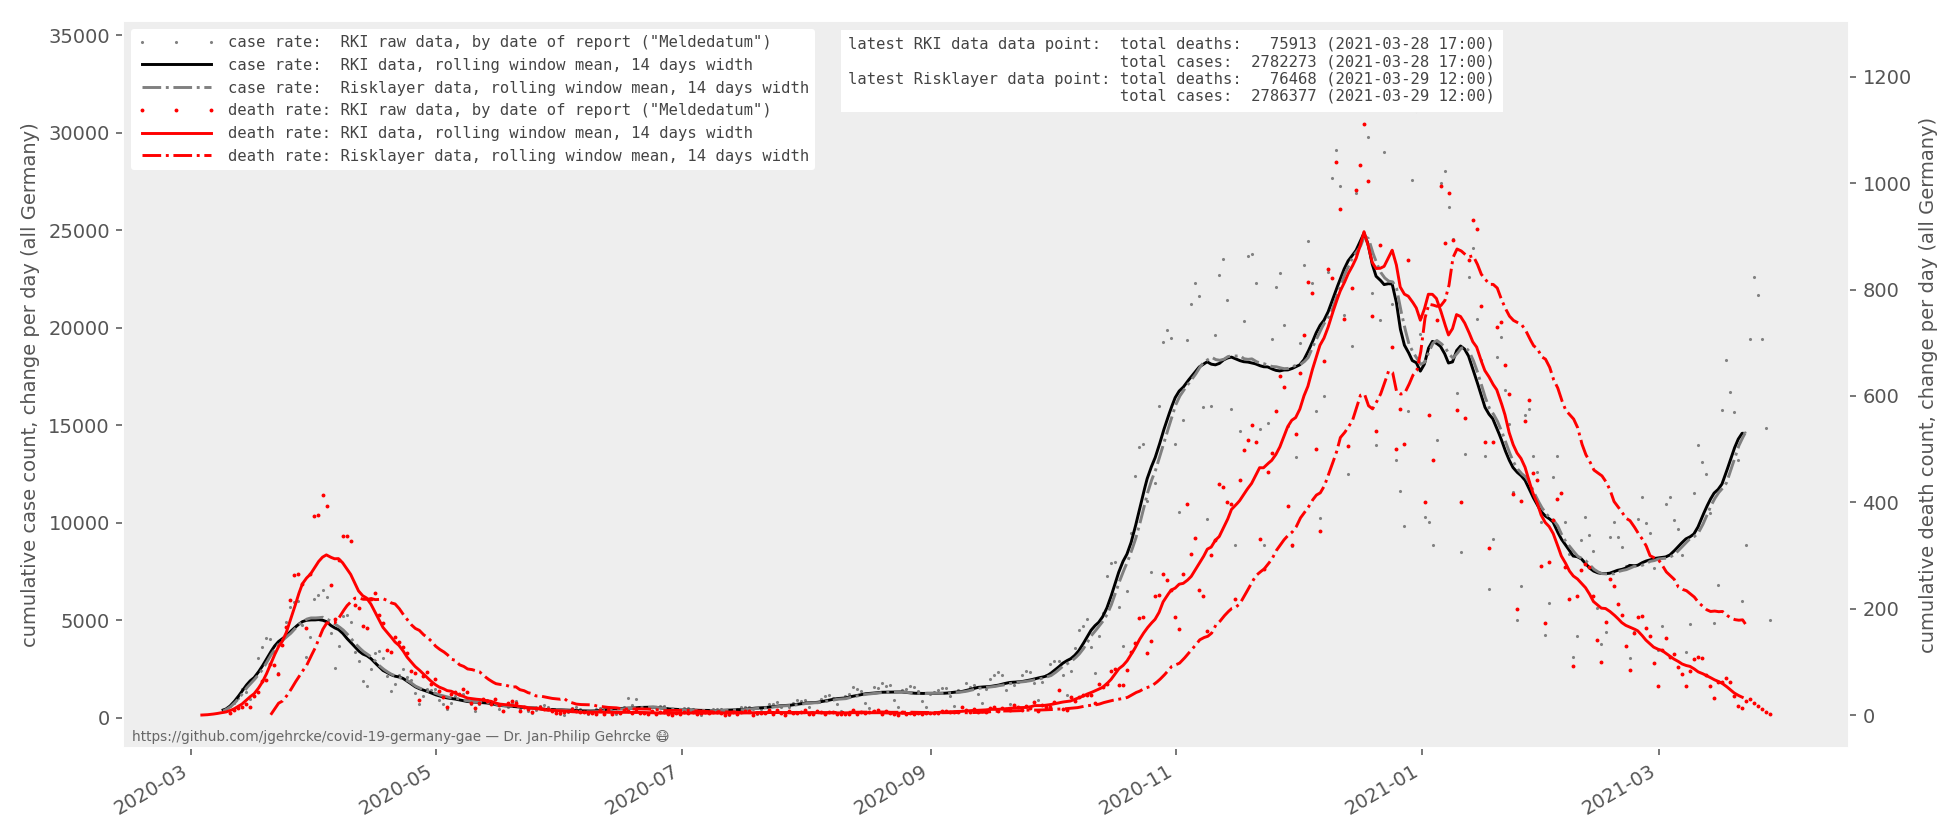 case rate:  RKI raw data, by date of report ("Meldedatum")
case rate:  RKI data, rolling window mean, 14 days width
case rate:  Risklayer data, rolling window mean, 14 days width
death rate: RKI raw data, by date of report ("Meldedatum")
death rate: RKI data, rolling window mean, 14 days width
death rate: Risklayer data, rolling window mean, 14 days width
latest RKI data data point:  total deaths:   75913 (2021-03-28 17:00)
total cases:  2782273 (2021-03-28 17:00)
latest Risklayer data point: total deaths:   76468 (2021-03-29 12:00)
total cases:  2786377 (2021-03-29 12:00)
cumulative case count, change per day (all Germany)
35000
30000
25000
20000
15000
10000
5000
0
1200
1000
800
600
400
200
0
cumulative death count, change per day (all Germany)
https://github.com/jgehrcke/covid-19-germany-gae — Dr. Jan-Philip Gehrcke 😷
2020-03
2020-05
2020-07
2020-09
2020-11
2021-01
2021-03